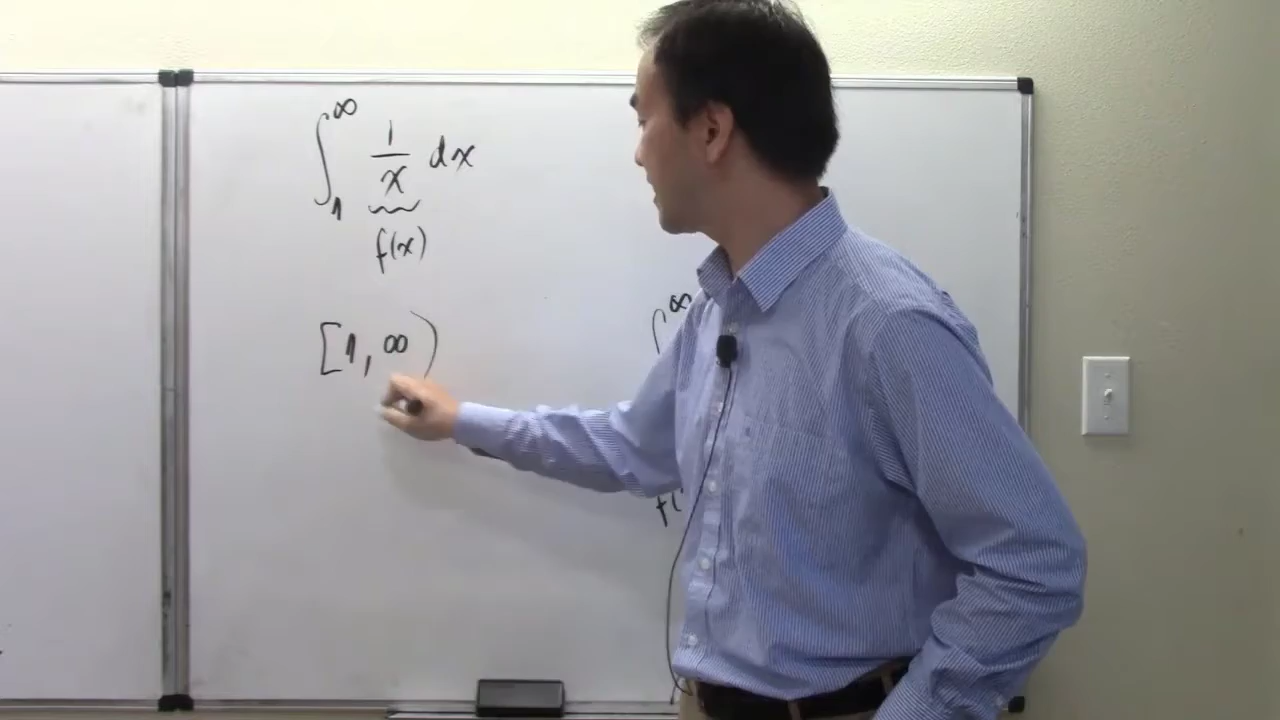 ∫₁^∞ 1/x dx
f(x)
[1, ∞)
∫^∞
f(